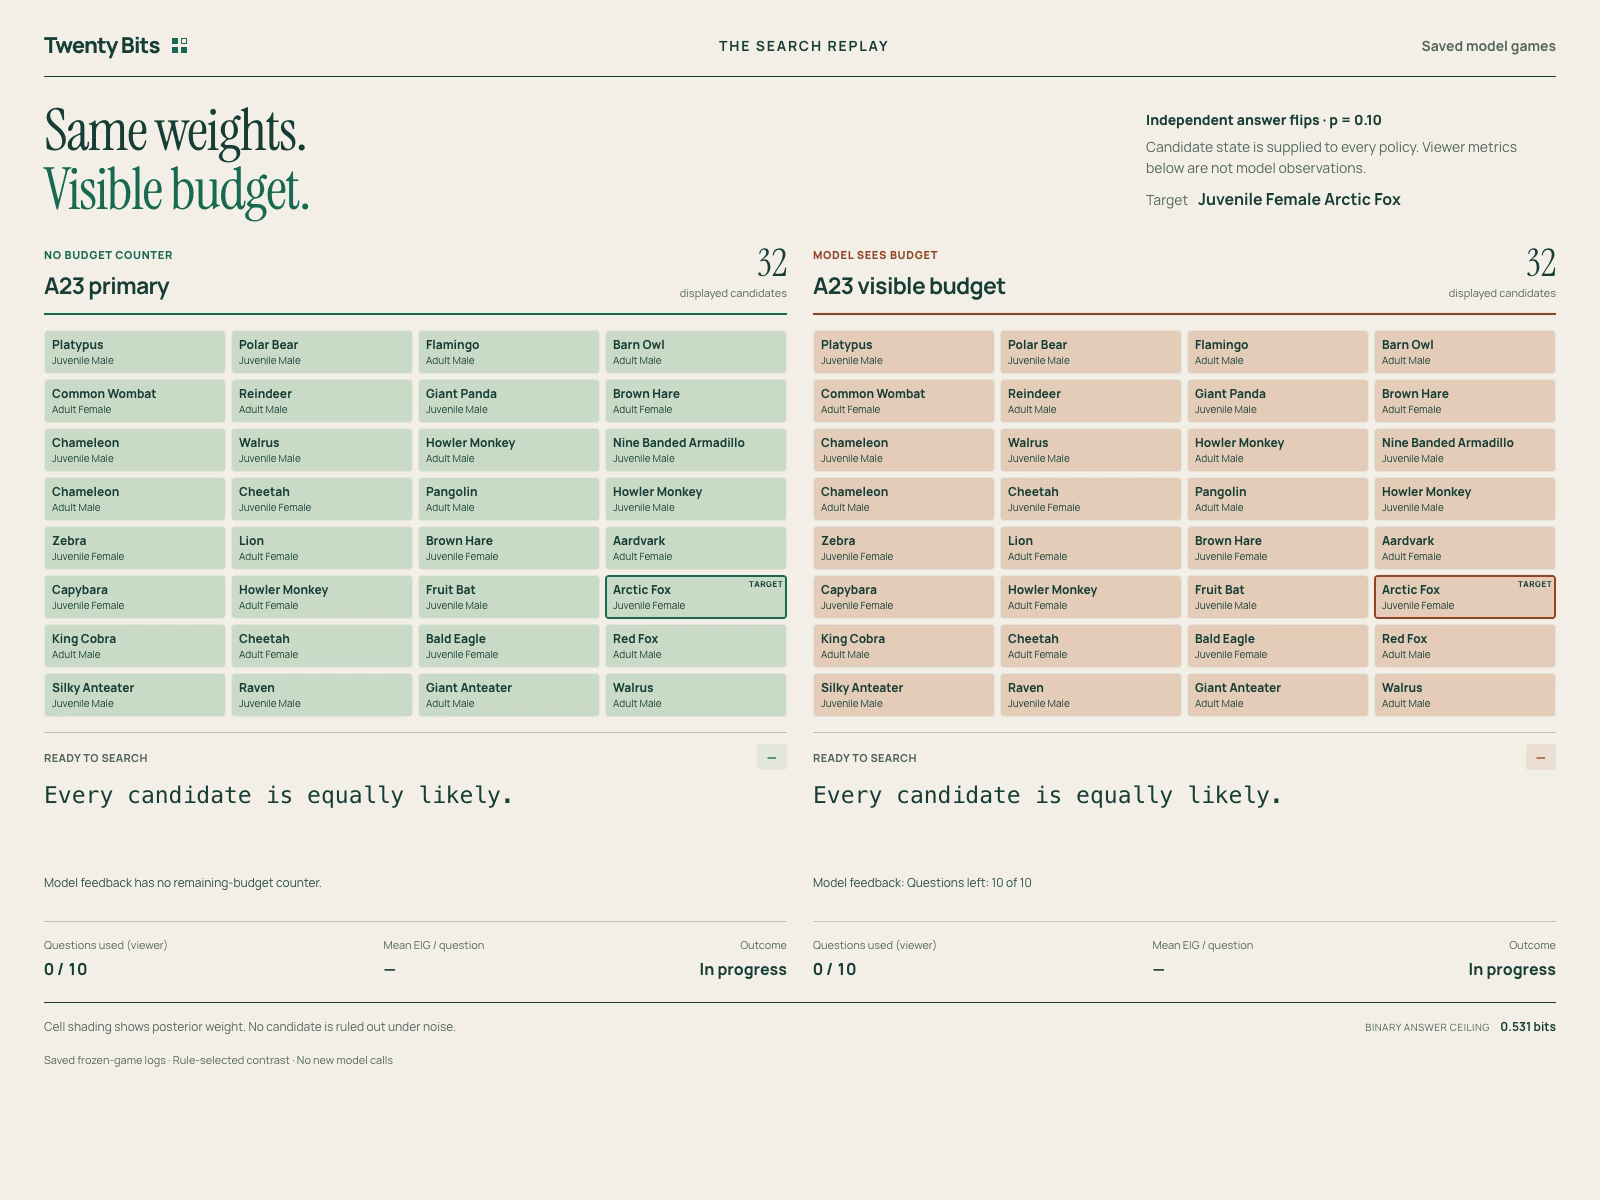 Twenty Bits
THE SEARCH REPLAY
Saved model games
Same weights.
Visible budget.
Independent answer flips · p = 0.10
Candidate state is supplied to every policy. Viewer metrics
below are not model observations.
Target Juvenile Female Arctic Fox
NO BUDGET COUNTER
A23 primary
32
displayed candidates
Platypus
Juvenile Male
Polar Bear
Juvenile Male
Flamingo
Adult Male
Barn Owl
Adult Male
Common Wombat
Adult Female
Reindeer
Adult Male
Giant Panda
Juvenile Male
Brown Hare
Adult Female
Chameleon
Juvenile Male
Walrus
Juvenile Male
Howler Monkey
Adult Male
Nine Banded Armadillo
Juvenile Male
Chameleon
Adult Male
Cheetah
Juvenile Female
Pangolin
Adult Male
Howler Monkey
Juvenile Male
Zebra
Juvenile Female
Lion
Adult Female
Brown Hare
Juvenile Female
Aardvark
Adult Female
Capybara
Juvenile Female
Howler Monkey
Adult Female
Fruit Bat
Juvenile Male
TARGET
Arctic Fox
Juvenile Female
King Cobra
Adult Male
Cheetah
Adult Female
Bald Eagle
Juvenile Female
Red Fox
Adult Male
Silky Anteater
Juvenile Male
Raven
Juvenile Male
Giant Anteater
Adult Male
Walrus
Adult Male
READY TO SEARCH
–
Every candidate is equally likely.
Model feedback has no remaining-budget counter.
Questions used (viewer)
0 / 10
Mean EIG / question
–
Outcome
In progress
MODEL SEES BUDGET
A23 visible budget
32
displayed candidates
Platypus
Juvenile Male
Polar Bear
Juvenile Male
Flamingo
Adult Male
Barn Owl
Adult Male
Common Wombat
Adult Female
Reindeer
Adult Male
Giant Panda
Juvenile Male
Brown Hare
Adult Female
Chameleon
Juvenile Male
Walrus
Juvenile Male
Howler Monkey
Adult Male
Nine Banded Armadillo
Juvenile Male
Chameleon
Adult Male
Cheetah
Juvenile Female
Pangolin
Adult Male
Howler Monkey
Juvenile Male
Zebra
Juvenile Female
Lion
Adult Female
Brown Hare
Juvenile Female
Aardvark
Adult Female
Capybara
Juvenile Female
Howler Monkey
Adult Female
Fruit Bat
Juvenile Male
TARGET
Arctic Fox
Juvenile Female
King Cobra
Adult Male
Cheetah
Adult Female
Bald Eagle
Juvenile Female
Red Fox
Adult Male
Silky Anteater
Juvenile Male
Raven
Juvenile Male
Giant Anteater
Adult Male
Walrus
Adult Male
READY TO SEARCH
–
Every candidate is equally likely.
Model feedback: Questions left: 10 of 10
Questions used (viewer)
0 / 10
Mean EIG / question
–
Outcome
In progress
Cell shading shows posterior weight. No candidate is ruled out under noise.
BINARY ANSWER CEILING 0.531 bits
Saved frozen-game logs · Rule-selected contrast · No new model calls